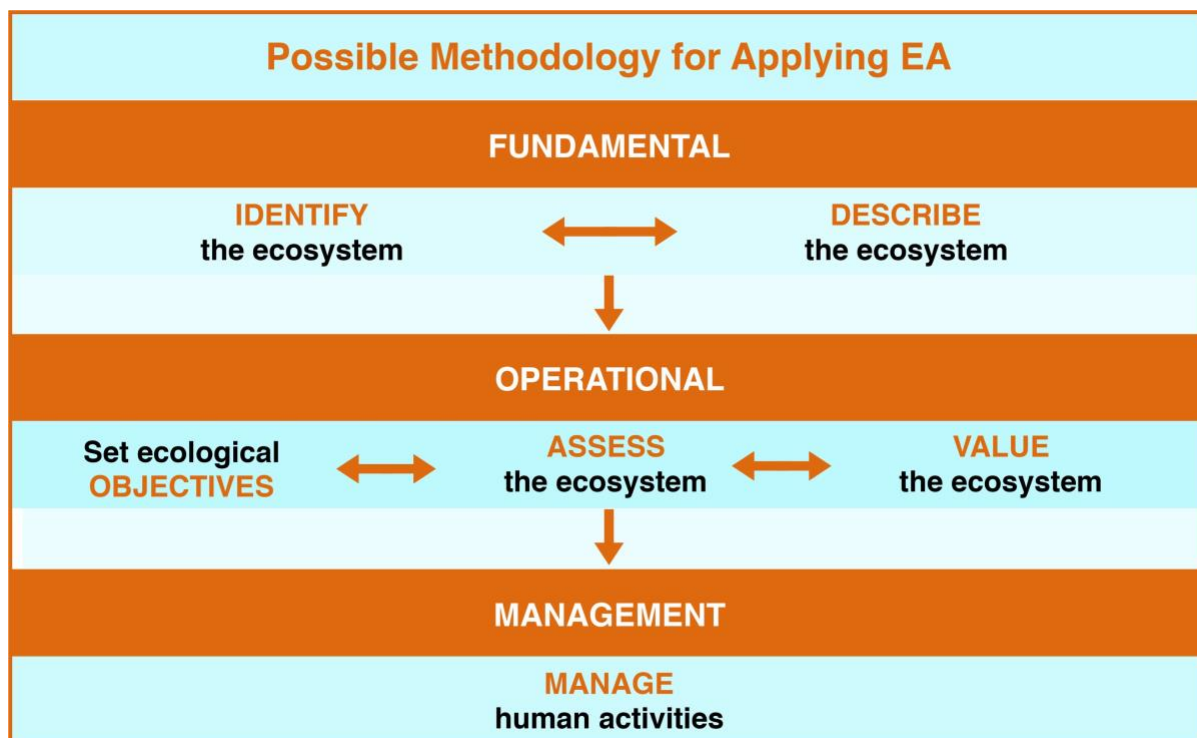 Possible Methodology for Applying EA
FUNDAMENTAL
IDENTIFY
the ecosystem
DESCRIBE
the ecosystem
OPERATIONAL
Set ecological
OBJECTIVES
ASSESS
the ecosystem
VALUE
the ecosystem
MANAGEMENT
MANAGE
human activities